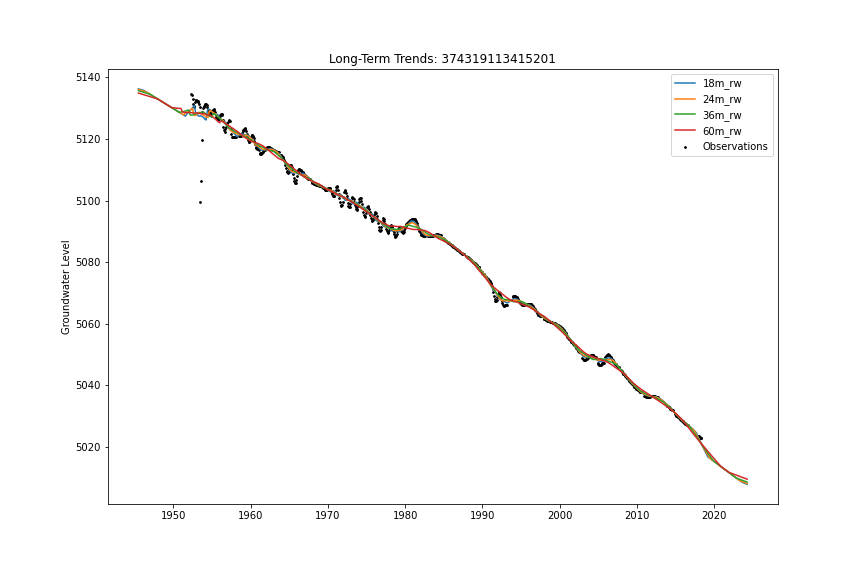 Long-Term Trends: 374319113415201
5140
5120
5100
5080
5060
5040
5020
Groundwater Level
18m_rw
24m_rw
36m_rw
60m_rw
Observations
1950 1960 1970 1980 1990 2000 2010 2020